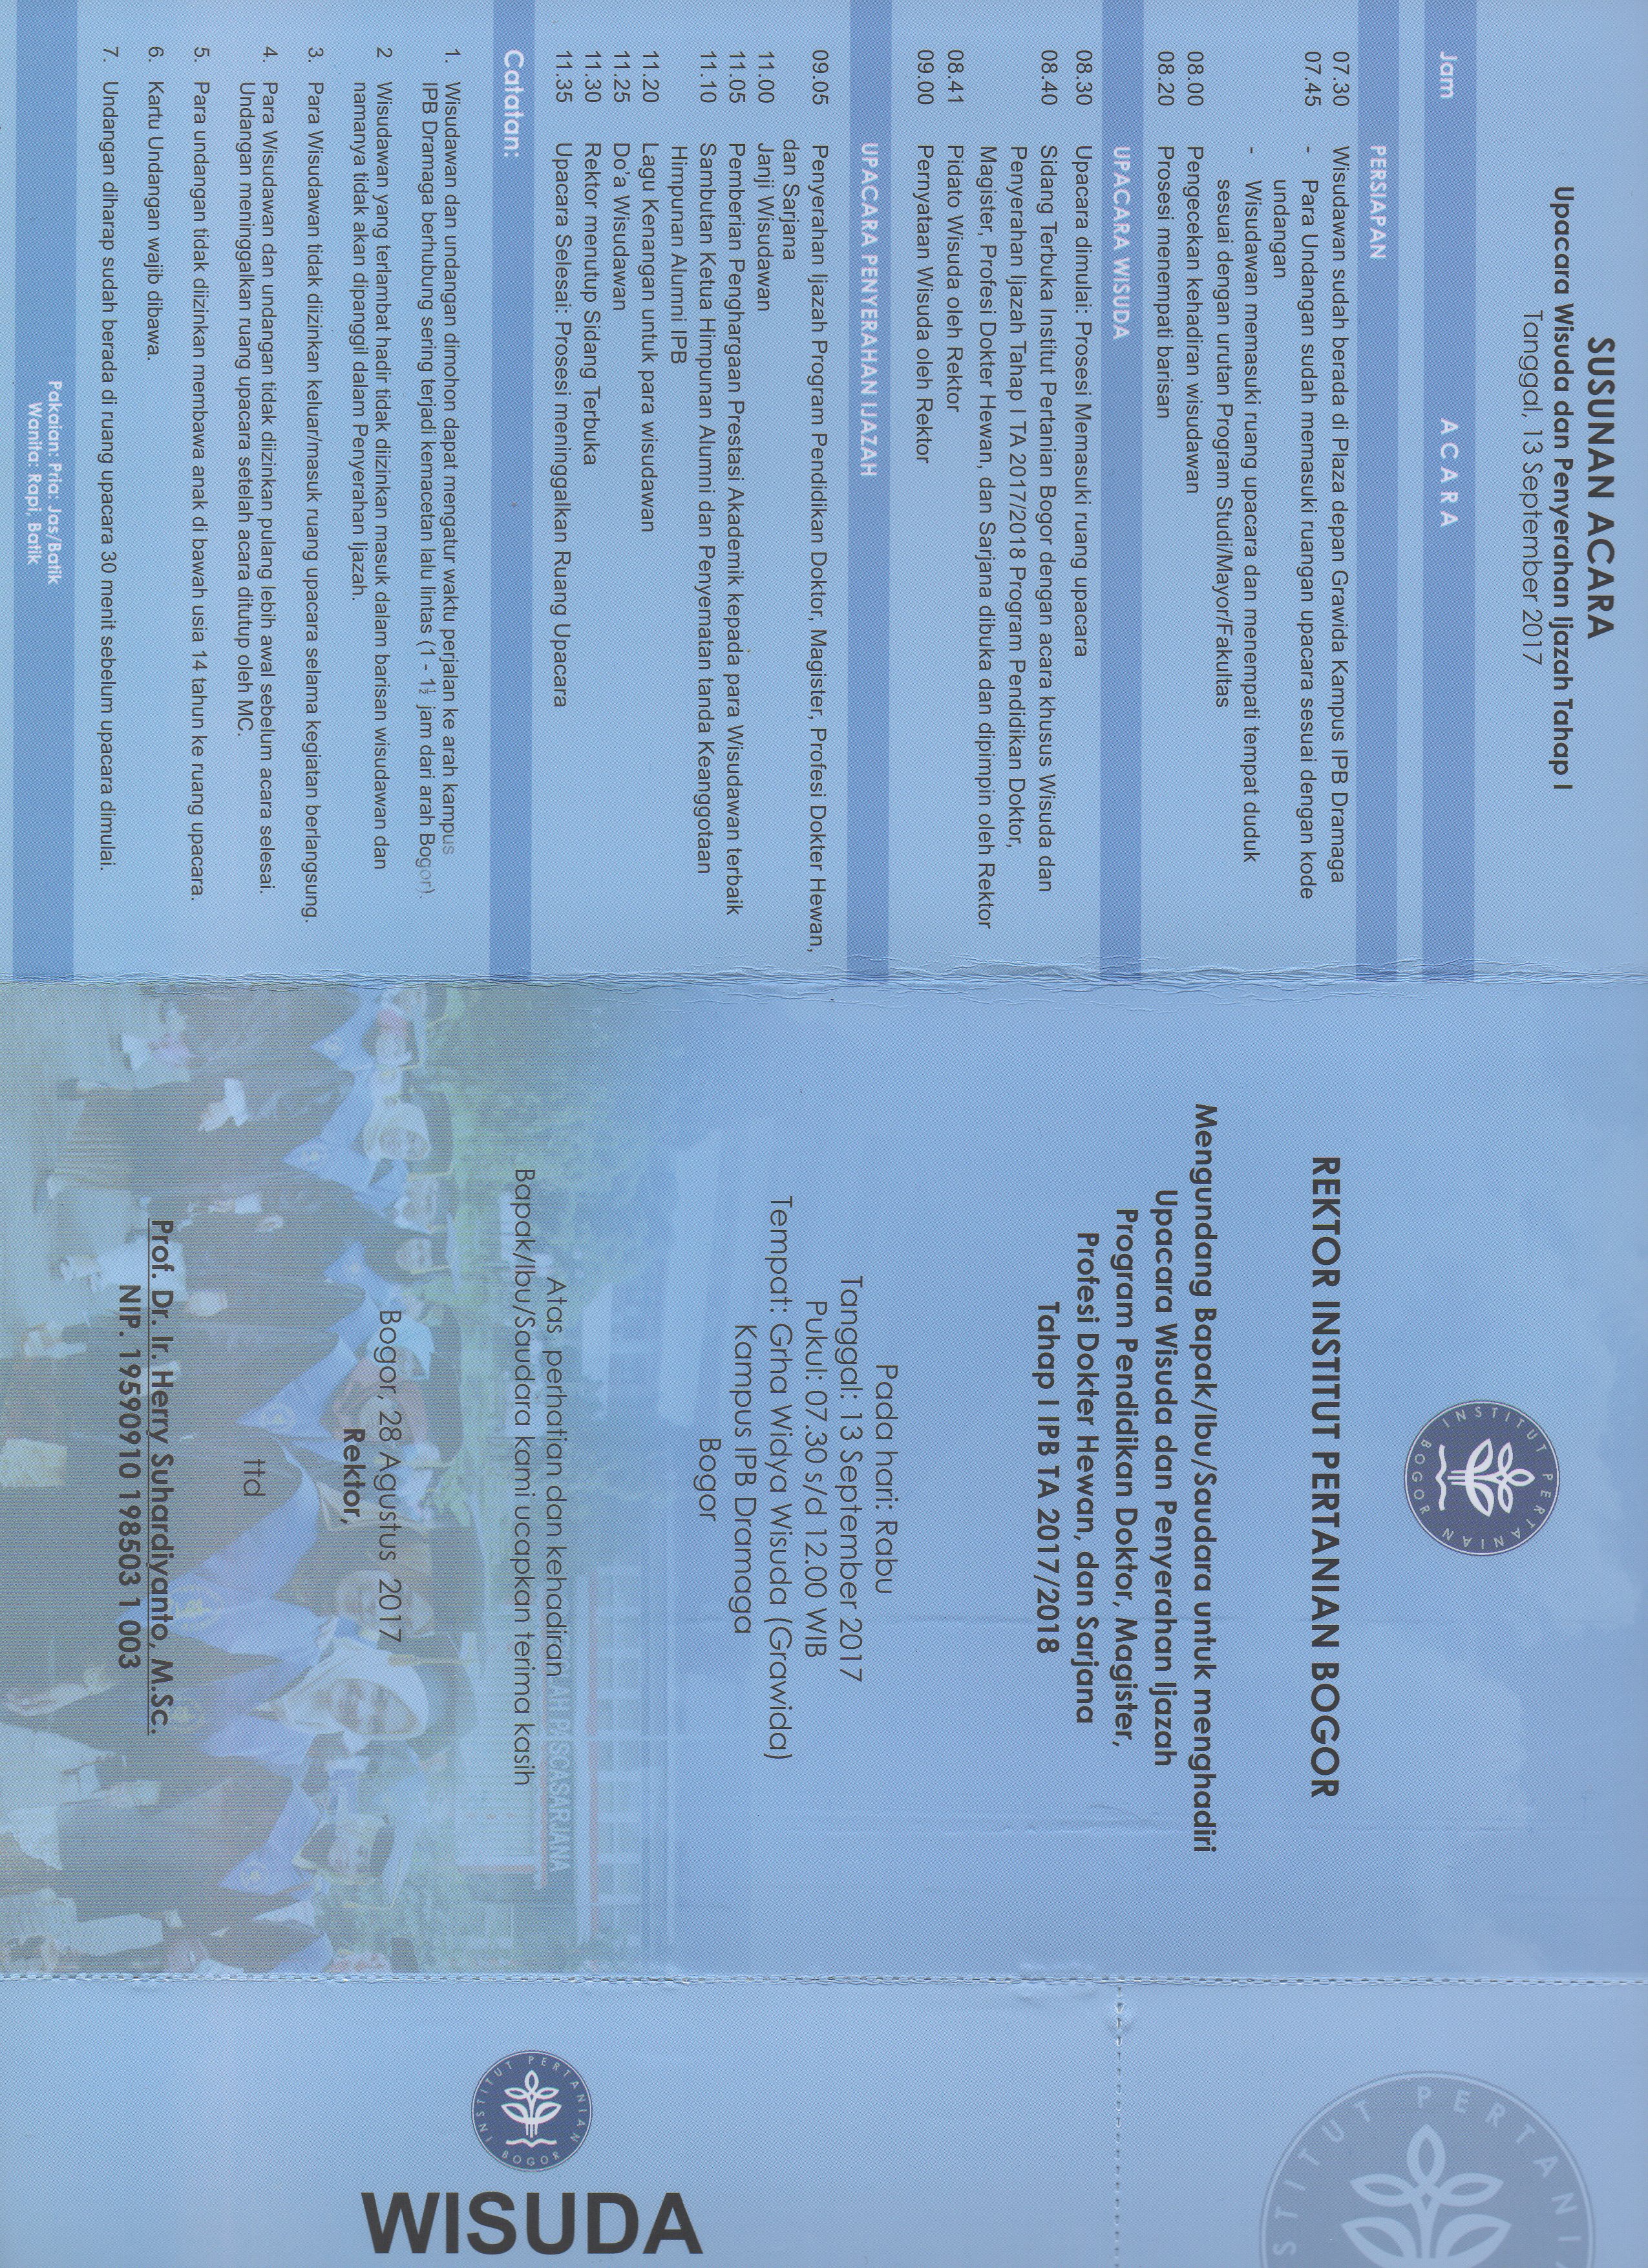 SUSUNAN ACARA
Upacara Wisuda dan Penyerahan Ijazah Tahap I
Tanggal, 13 September 2017
Jam A C A R A
PERSIAPAN
07.30 Wisudawan sudah berada di Plaza depan Grawida Kampus IPB Dramaga
07.45 - Para Undangan sudah memasuki ruangan upacara sesuai dengan kode
undangan
- Wisudawan memasuki ruang upacara dan menempati tempat duduk
sesuai dengan urutan Program Studi/Mayor/Fakultas
08.00 Pengecekan kehadiran wisudawan
08.20 Prosesi menempati barisan
UPACARA WISUDA
08.30 Upacara dimulai: Prosesi Memasuki ruang upacara
08.40 Sidang Terbuka Institut Pertanian Bogor dengan acara khusus Wisuda dan
Penyerahan Ijazah Tahap I TA 2017/2018 Program Pendidikan Doktor,
Magister, Profesi Dokter Hewan, dan Sarjana dibuka dan dipimpin oleh Rektor
08.41 Pidato Wisuda oleh Rektor
09.00 Pernyataan Wisuda oleh Rektor
UPACARA PENYERAHAN IJAZAH
09.05 Penyerahan Ijazah Program Pendidikan Doktor, Magister, Profesi Dokter Hewan,
dan Sarjana
11.00 Janji Wisudawan
11.05 Pemberian Penghargaan Prestasi Akademik kepada para Wisudawan terbaik
11.10 Sambutan Ketua Himpunan Alumni dan Penyematan tanda Keanggotaan
Himpunan Alumni IPB
11.20 Lagu Kenangan untuk para wisudawan
11.25 Do'a Wisudawan
11.30 Rektor menutup Sidang Terbuka
11.35 Upacara Selesai: Prosesi meninggalkan Ruang Upacara
Catatan:
1. Wisudawan dan undangan dimohon dapat mengatur waktu perjalan ke arah kampus
IPB Dramaga berhubung sering terjadi kemacetan lalu lintas (1 - 1½ jam dari arah Bogor).
2 Wisudawan yang terlambat hadir tidak diizinkan masuk dalam barisan wisudawan dan
namanya tidak akan dipanggil dalam Penyerahan Ijazah.
3. Para Wisudawan tidak diizinkan keluar/masuk ruang upacara selama kegiatan berlangsung.
4. Para Wisudawan dan undangan tidak diizinkan pulang lebih awal sebelum acara selesai.
Undangan meninggalkan ruang upacara setelah acara ditutup oleh MC.
5. Para undangan tidak diizinkan membawa anak di bawah usia 14 tahun ke ruang upacara.
6. Kartu Undangan wajib dibawa.
7. Undangan diharap sudah berada di ruang upacara 30 menit sebelum upacara dimulai.
Pakaian: Pria: Jas/Batik
Wanita: Rapi, Batik
INSTITUT PERTANIAN BOGOR
REKTOR INSTITUT PERTANIAN BOGOR
Mengundang Bapak/Ibu/Saudara untuk menghadiri
Upacara Wisuda dan Penyerahan Ijazah
Program Pendidikan Doktor, Magister,
Profesi Dokter Hewan, dan Sarjana
Tahap I IPB TA 2017/2018
Pada hari: Rabu
Tanggal: 13 September 2017
Pukul: 07.30 s/d 12.00 WIB
Tempat: Grha Widya Wisuda (Grawida)
Kampus IPB Dramaga
Bogor
Atas perhatian dan kehadiran
Bapak/Ibu/Saudara kami ucapkan terima kasih
Bogor, 28 Agustus 2017
Rektor,
ttd
Prof. Dr. Ir. Herry Suhardiyanto, M.Sc.
NIP. 19590910 198503 1 003
PASCASARJANA
INSTITUT PERTANIAN BOGOR
WISUDA
STITUT PERTANI